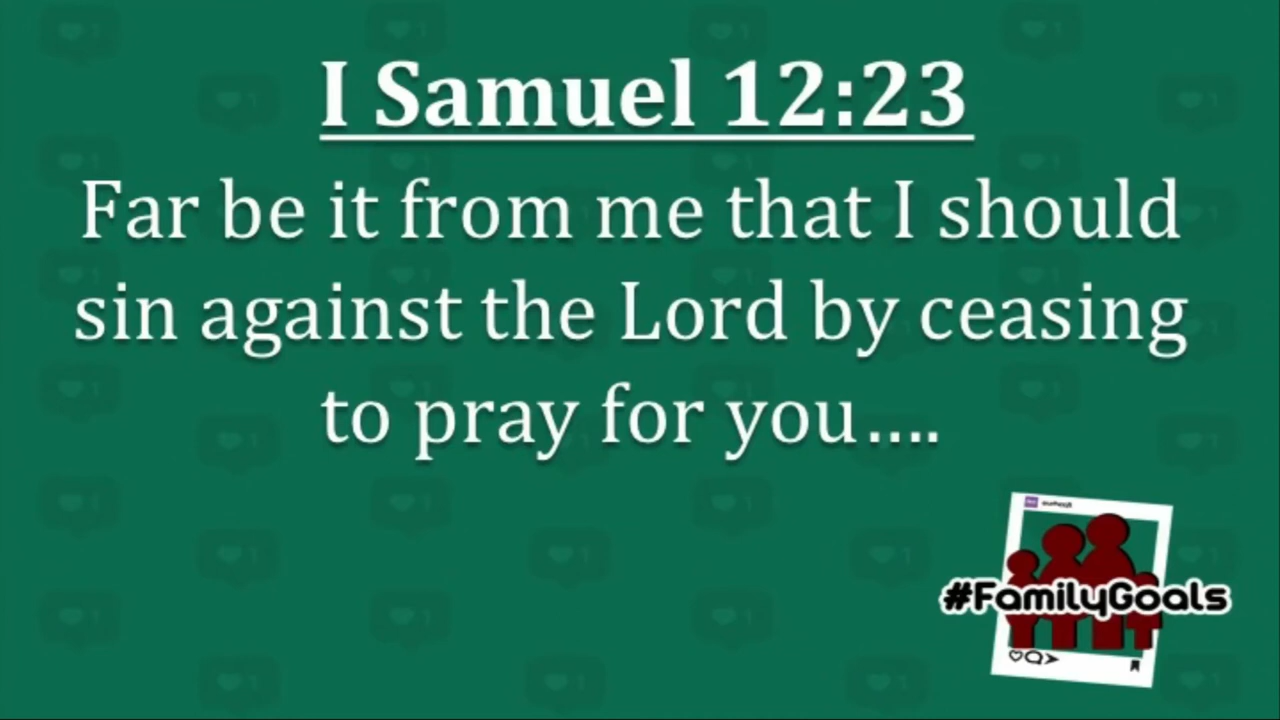 I Samuel 12:23
Far be it from me that I should
sin against the Lord by ceasing
to pray for you….
#FamilyGoals